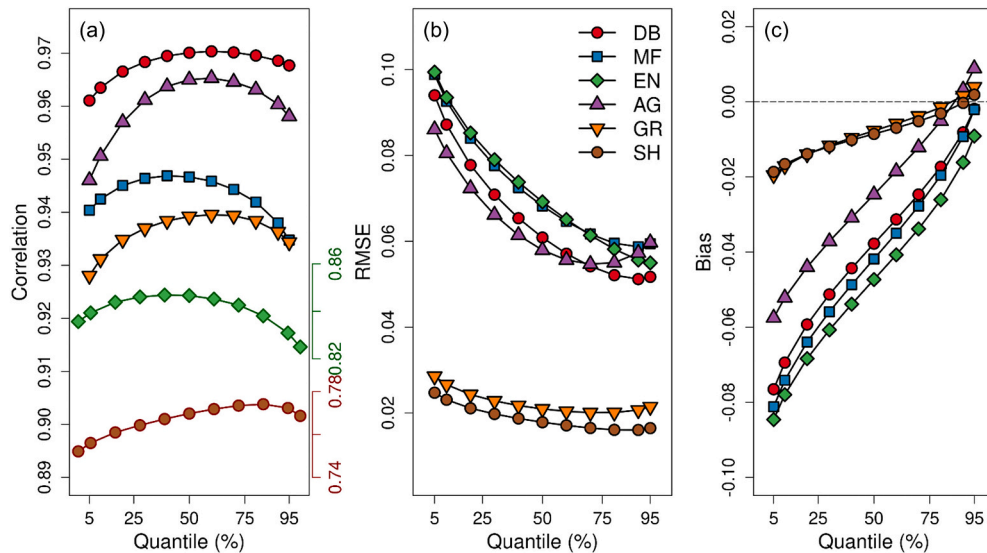 (a)
Correlation
0.97
0.96
0.95
0.94
0.93
0.92
0.91
0.90
0.89
0.86
0.82
0.78
0.74
5 25 50 75 95
Quantile (%)
(b)
RMSE
0.10
0.08
0.06
0.04
0.02
DB
MF
EN
AG
GR
SH
5 25 50 75 95
Quantile (%)
(c)
Bias
0.02
0.00
-0.02
-0.04
-0.06
-0.08
-0.10
5 25 50 75 95
Quantile (%)